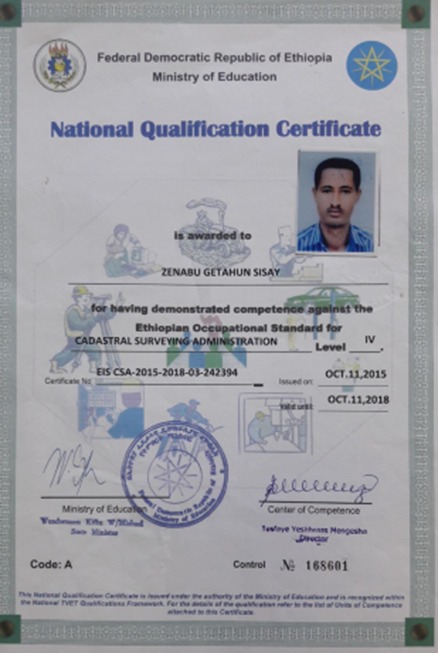 Federal Democratic Republic of Ethiopia
Ministry of Education
National Qualification Certificate
is awarded to
ZENABU GETAHUN SISAY
for having demonstrated competence against the
Ethiopian Occupational Standard for
CADASTRAL SURVEYING ADMINISTRATION Level IV
Certificate No EIS CSA-2015-2018-03-242394 Issued on: OCT.11,2015
Valid until: OCT.11,2018
Ministry of Education Center of Competence
Director
Code: A Control № 168601
This National Qualification Certificate is issued under the authority of the Ministry of Education and is recognized within
the National TVET Qualifications Framework. For the details of the qualification refer to the list of Units of Competence
attached to this Certificate.